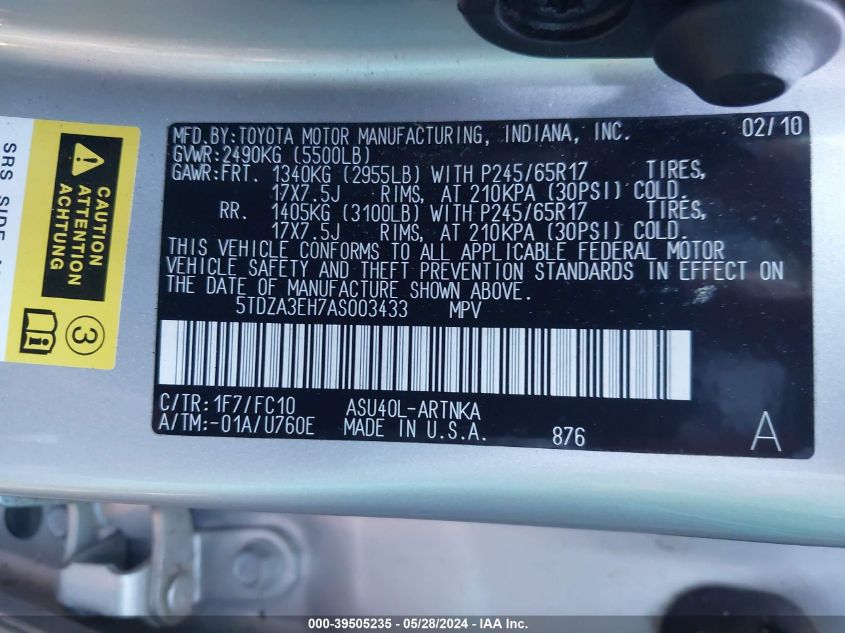 MFD.BY:TOYOTA MOTOR MANUFACTURING, INDIANA, INC. 02/10
GVWR:2490KG (5500LB)
GAWR:FRT. 1340KG (2955LB) WITH P245/65R17 TIRES,
17X7.5J RIMS, AT 210KPA (30PSI) COLD.
RR. 1405KG (3100LB) WITH P245/65R17 TIRES,
17X7.5J RIMS, AT 210KPA (30PSI) COLD.
THIS VEHICLE CONFORMS TO ALL APPLICABLE FEDERAL MOTOR
VEHICLE SAFETY AND THEFT PREVENTION STANDARDS IN EFFECT ON
THE DATE OF MANUFACTURE SHOWN ABOVE.
5TDZA3EH7AS003433 MPV
C/TR:1F7/FC10 ASU40L-ARTNKA
A/TM:-01A/U760E MADE IN U.S.A. 876 A
CAUTION
ACHTUNG
3
SRS SIDE
000-39505235 - 05/28/2024 - IAA Inc.